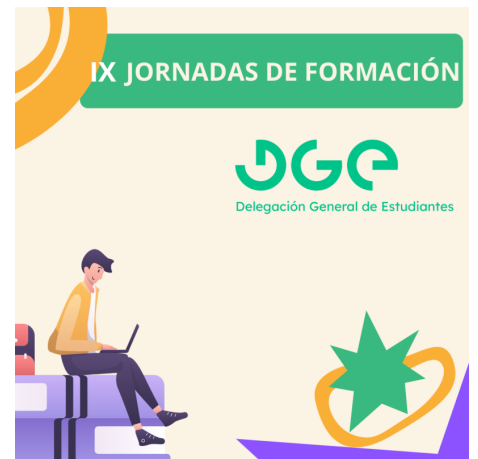 IX JORNADAS DE FORMACIÓN
DGE
Delegación General de Estudiantes